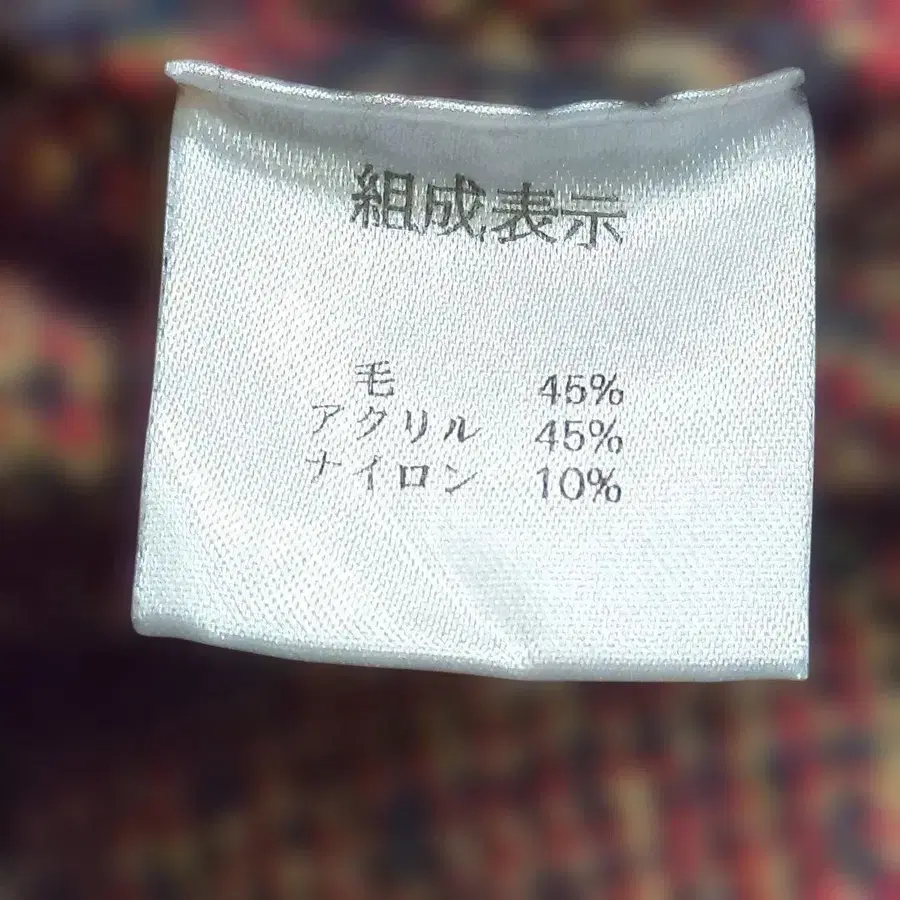 組成表示
毛 45%
アクリル 45%
ナイロン 10%